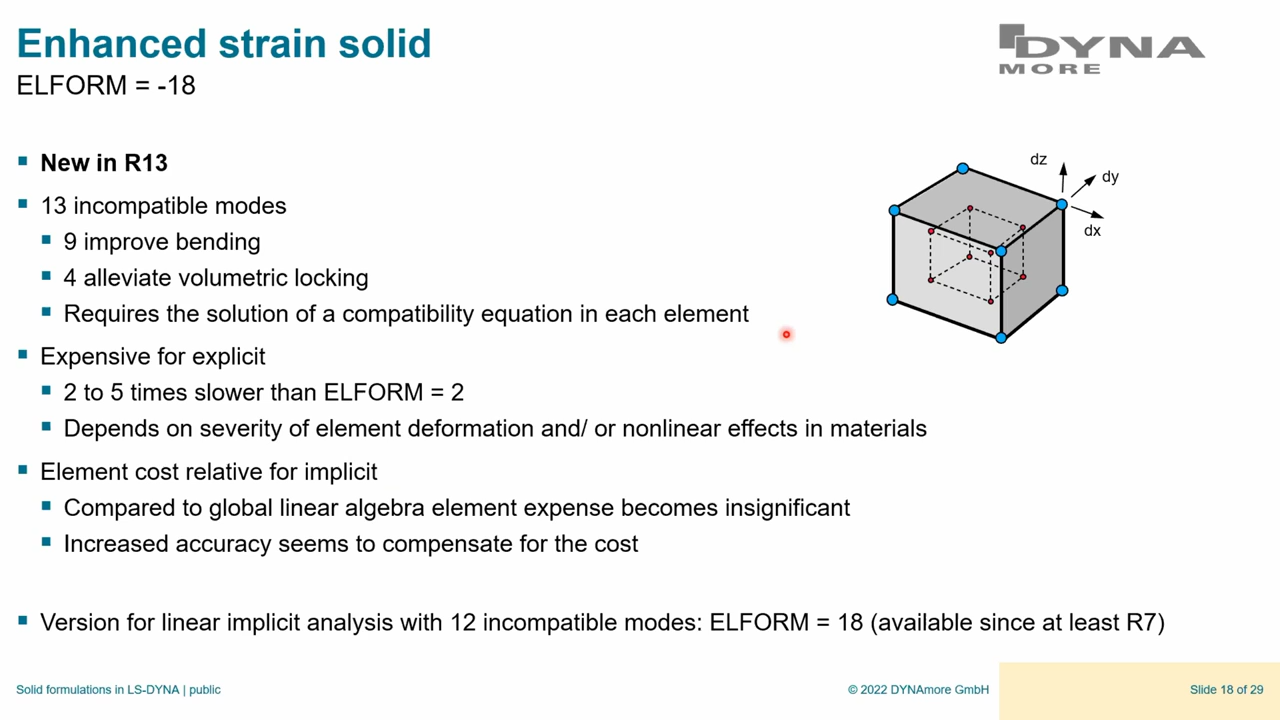 Enhanced strain solid
ELFORM = -18
DYNA
MORE
New in R13
13 incompatible modes
9 improve bending
4 alleviate volumetric locking
Requires the solution of a compatibility equation in each element
Expensive for explicit
2 to 5 times slower than ELFORM = 2
Depends on severity of element deformation and/ or nonlinear effects in materials
Element cost relative for implicit
Compared to global linear algebra element expense becomes insignificant
Increased accuracy seems to compensate for the cost
Version for linear implicit analysis with 12 incompatible modes: ELFORM = 18 (available since at least R7)
dz
dy
dx
Solid formulations in LS-DYNA | public
© 2022 DYNAmore GmbH
Slide 18 of 29